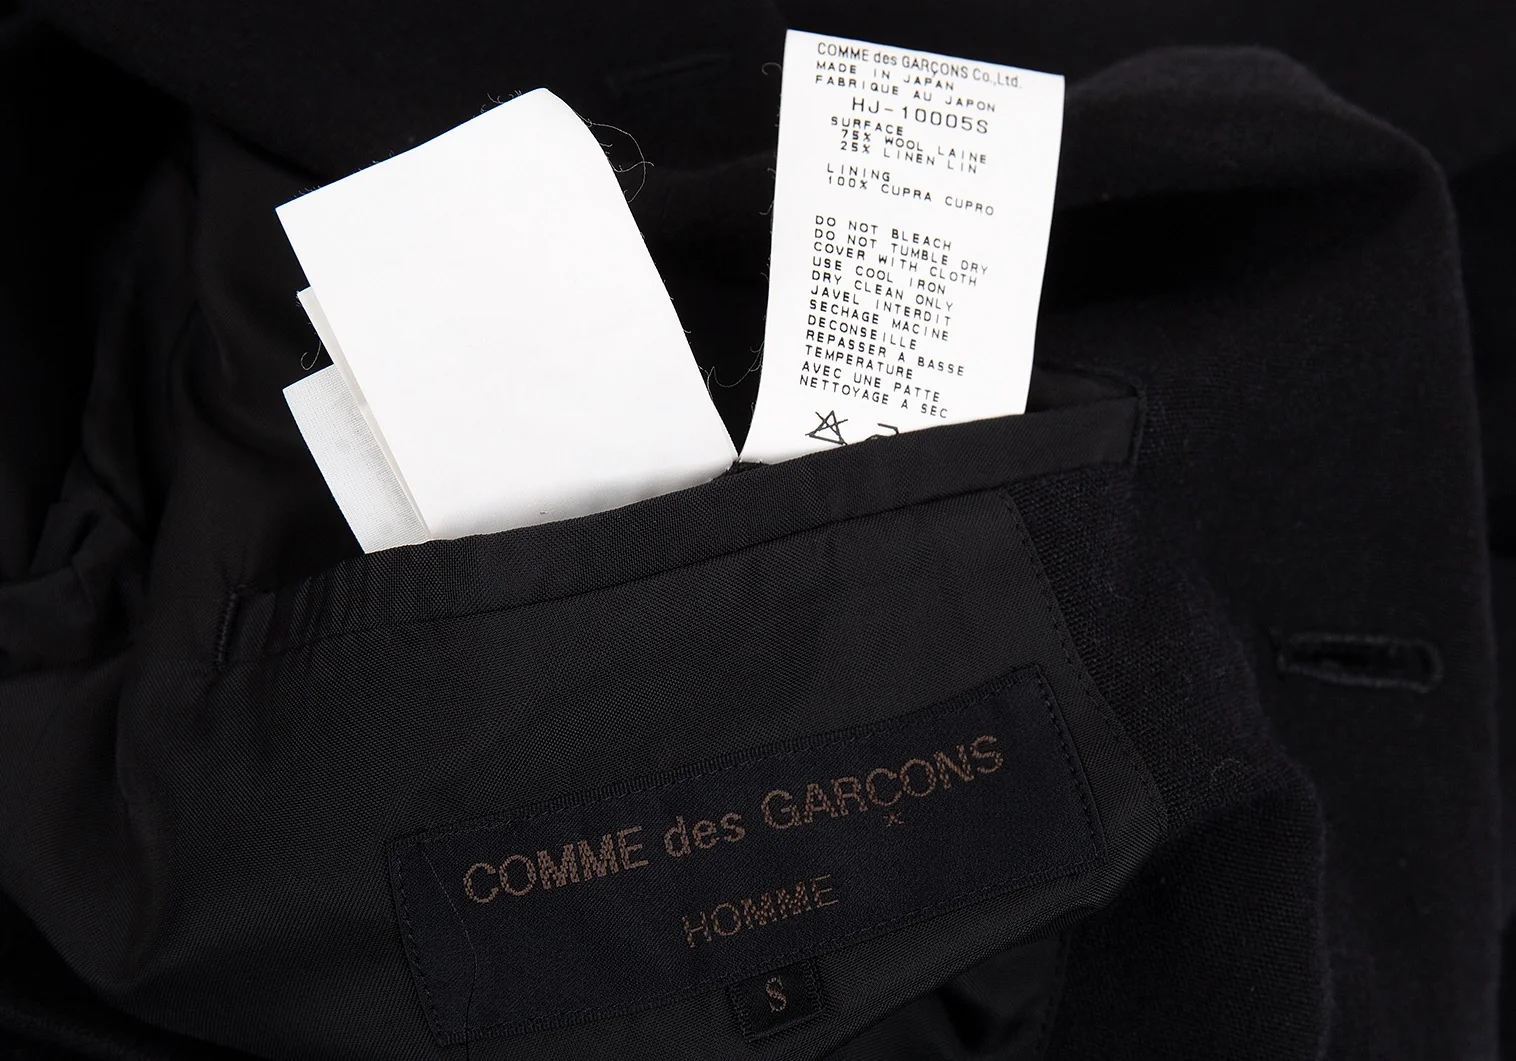 COMME des GARÇONS Co.,Ltd.
MADE IN JAPAN
FABRIQUE AU JAPON
HJ-10005S
SURFACE
75% WOOL LAINE
25% LINEN LIN
LINING
100% CUPRA CUPRO
DO NOT BLEACH
DO NOT TUMBLE DRY
COVER WITH CLOTH
USE COOL IRON
DRY CLEAN ONLY
JAVEL INTERDIT
SECHAGE MACINE
DECONSEILLE
REPASSER A BASSE
TEMPERATURE
AVEC UNE PATTE
NETTOYAGE A SEC
COMME des GARÇONS
HOMME
S